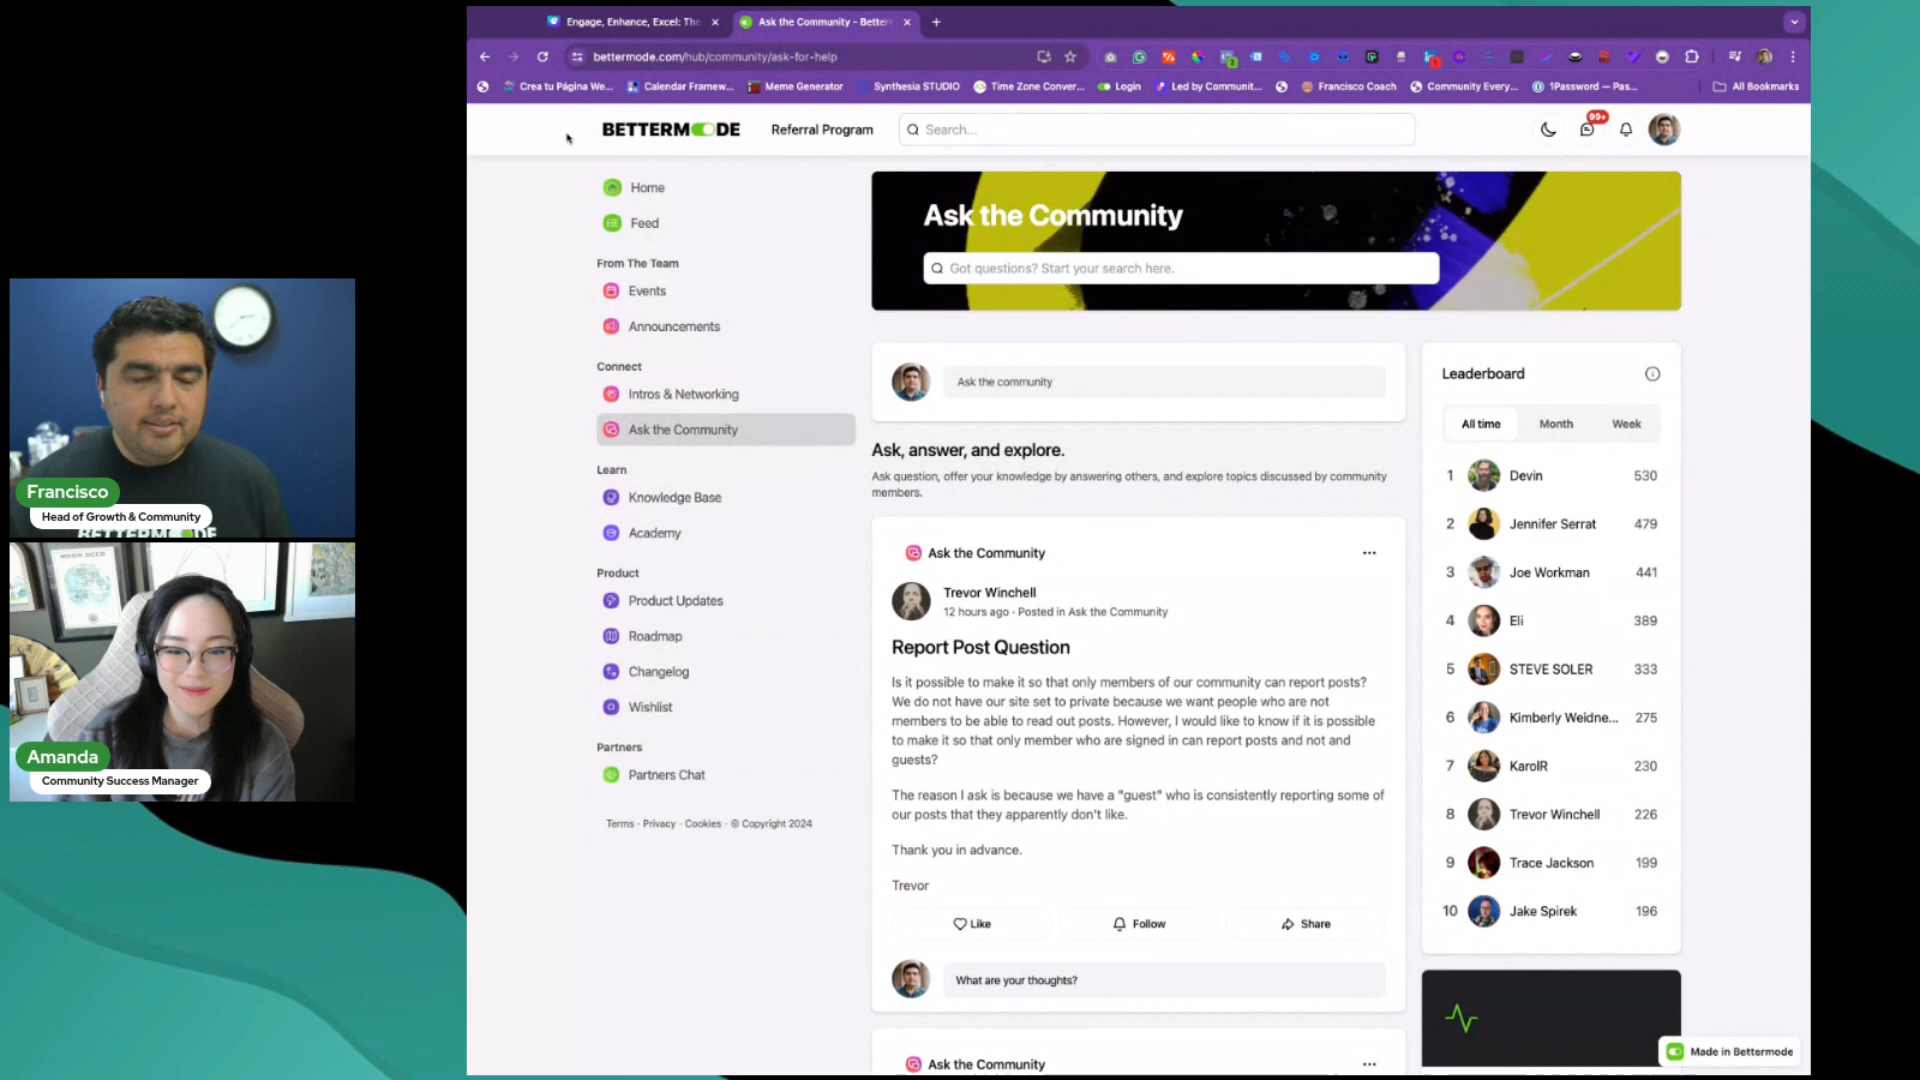 Engage, Enhance, Excel: The
Ask the Community - Better
bettermode.com/hub/community/ask-for-help
Crea tu Página We...
Calendar Framew...
Meme Generator
Synthesia STUDIO
Time Zone Conver...
Login
Led by Communit...
Francisco Coach
Community Every...
1Password — Pas...
All Bookmarks
BETTERMODE
Referral Program
Search...
99+
Home
Feed
From The Team
Events
Announcements
Connect
Intros & Networking
Ask the Community
Learn
Knowledge Base
Academy
Product
Product Updates
Roadmap
Changelog
Wishlist
Partners
Partners Chat
Terms · Privacy · Cookies · © Copyright 2024
Ask the Community
Got questions? Start your search here.
Ask the community
Ask, answer, and explore.
Ask question, offer your knowledge by answering others, and explore topics discussed by community
members.
Ask the Community
Trevor Winchell
12 hours ago · Posted in Ask the Community
Report Post Question
Is it possible to make it so that only members of our community can report posts?
We do not have our site set to private because we want people who are not
members to be able to read out posts. However, I would like to know if it is possible
to make it so that only member who are signed in can report posts and not and
guests?
The reason I ask is because we have a "guest" who is consistently reporting some of
our posts that they apparently don't like.
Thank you in advance.
Trevor
Like
Follow
Share
What are your thoughts?
Ask the Community
Leaderboard
All time
Month
Week
1 Devin 530
2 Jennifer Serrat 479
3 Joe Workman 441
4 Eli 389
5 STEVE SOLER 333
6 Kimberly Weidne... 275
7 KarolR 230
8 Trevor Winchell 226
9 Trace Jackson 199
10 Jake Spirek 196
Made in Bettermode
Francisco
Head of Growth & Community
BETTERMODE
MOON DEED
Amanda
Community Success Manager